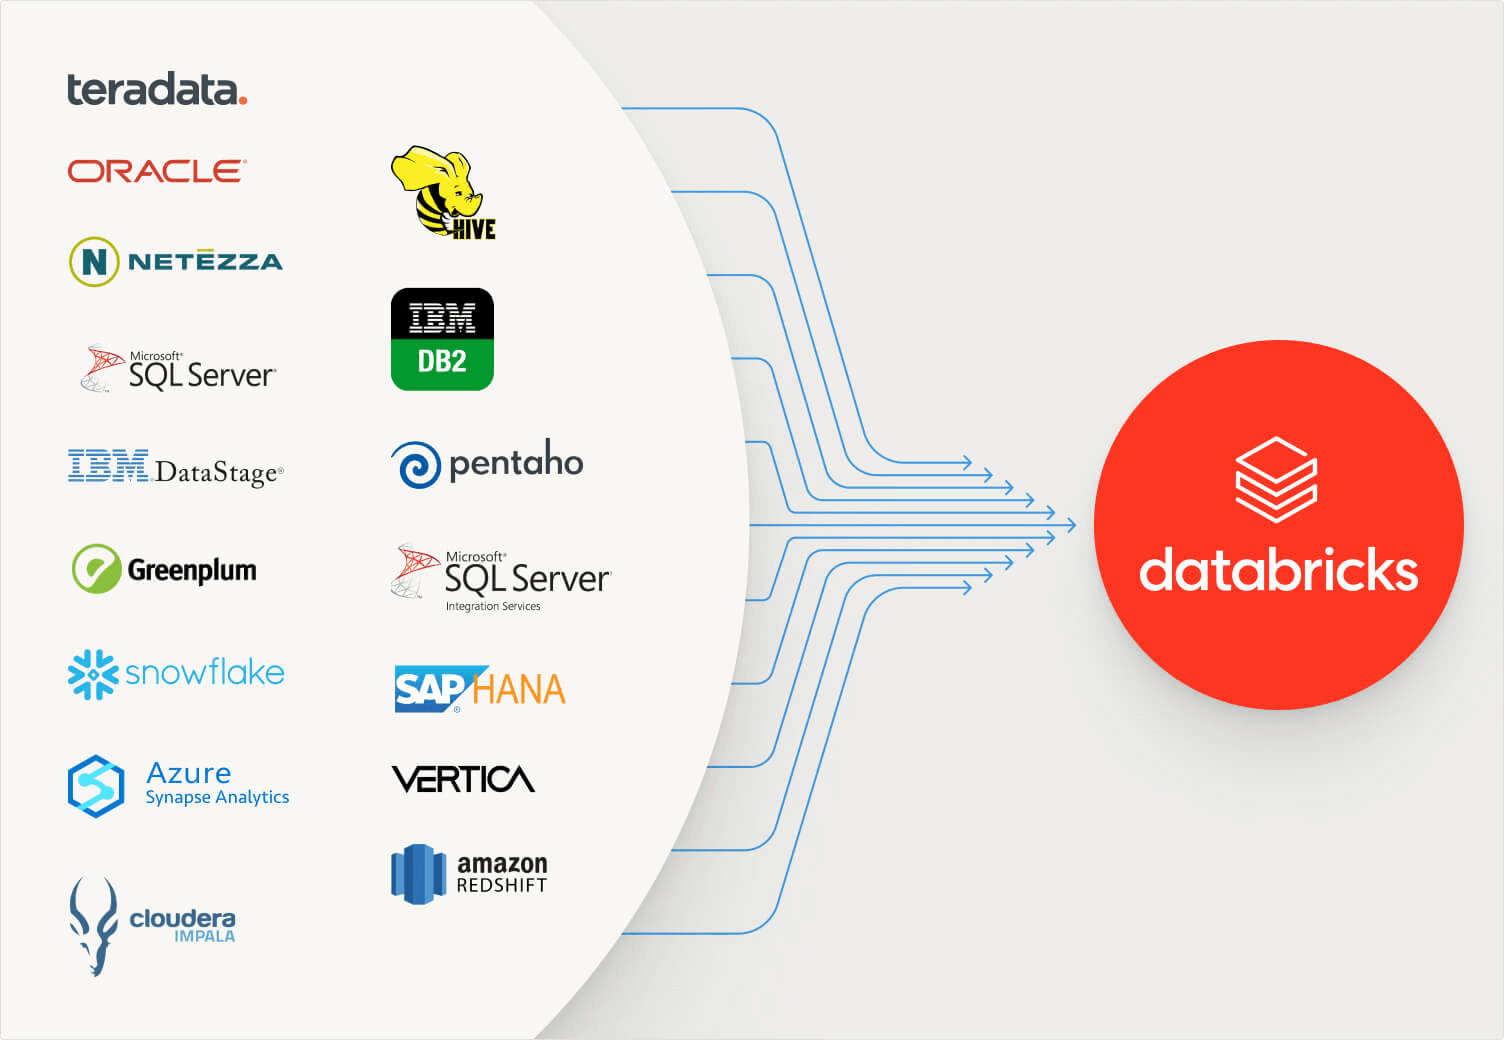 teradata.
ORACLE®
N NETĒZZA
Microsoft®
SQL Server®
IBM® DataStage®
Greenplum
snowflake
Azure
Synapse Analytics
cloudera
IMPALA
HIVE
IBM
DB2
pentaho
Microsoft®
SQL Server®
Integration Services
SAP® HANA
VERTICA
amazon
REDSHIFT
databricks